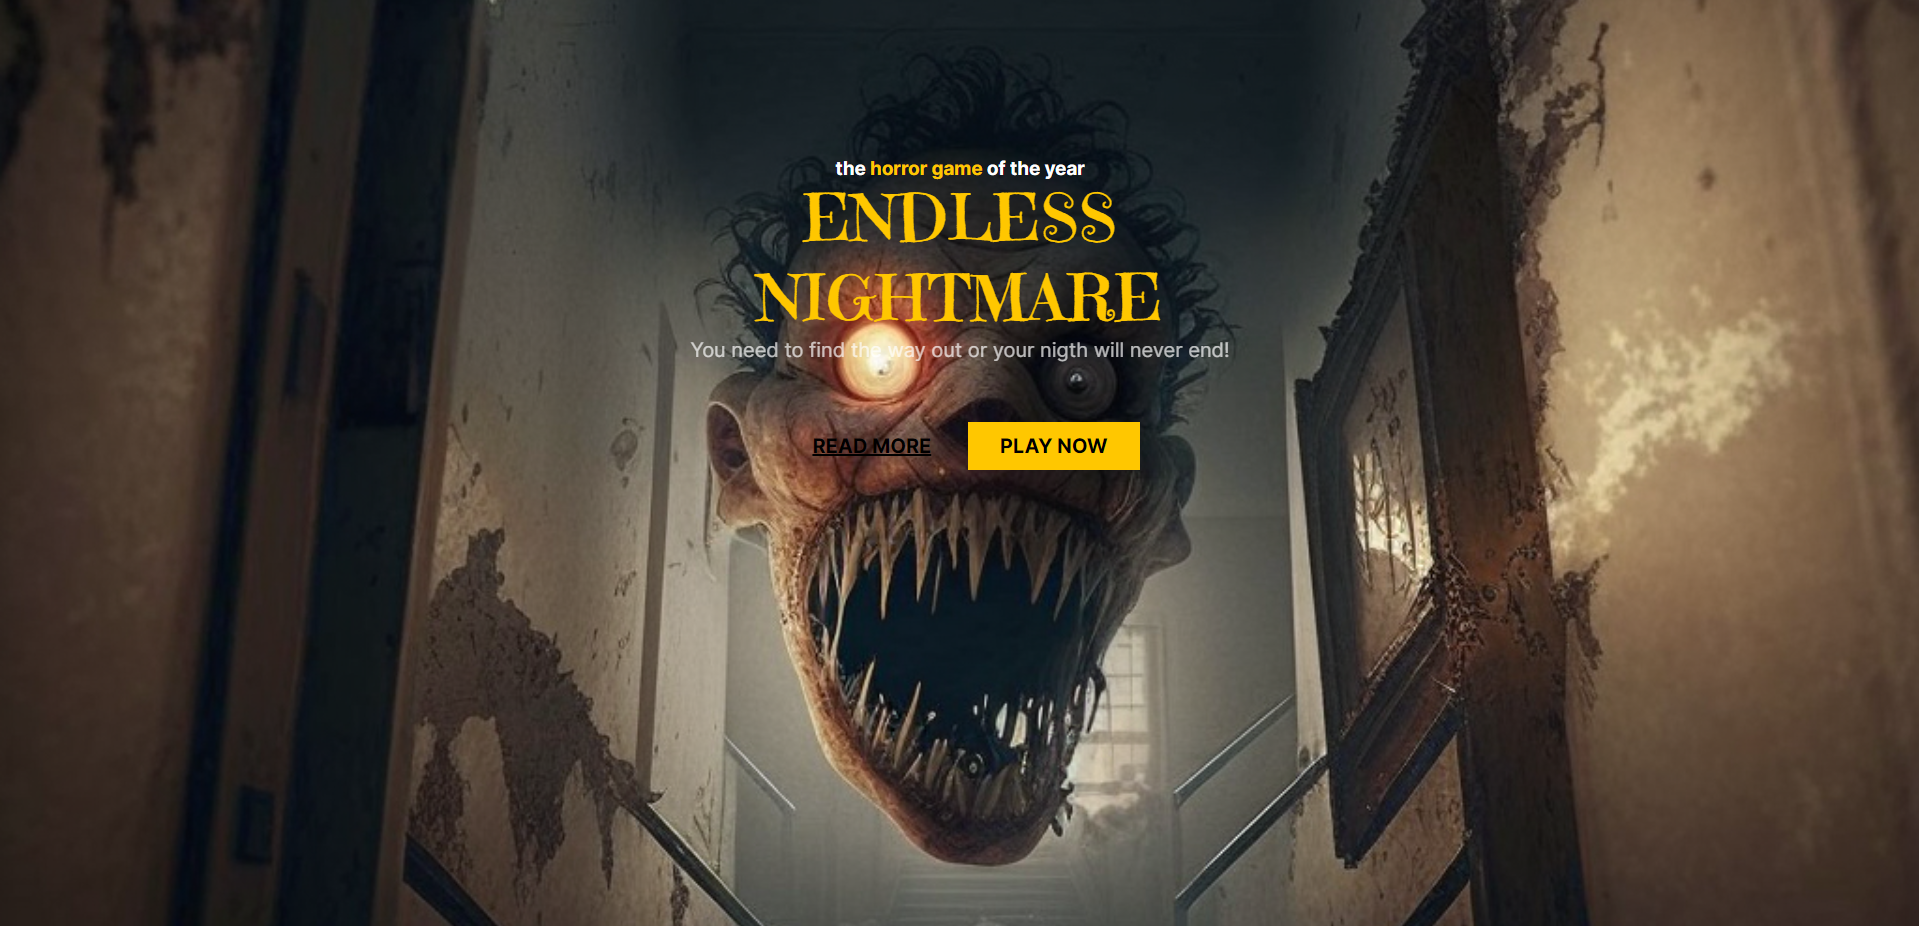 the horror game of the year
ENDLESS
NIGHTMARE
You need to find the way out or your nigth will never end!
READ MORE PLAY NOW